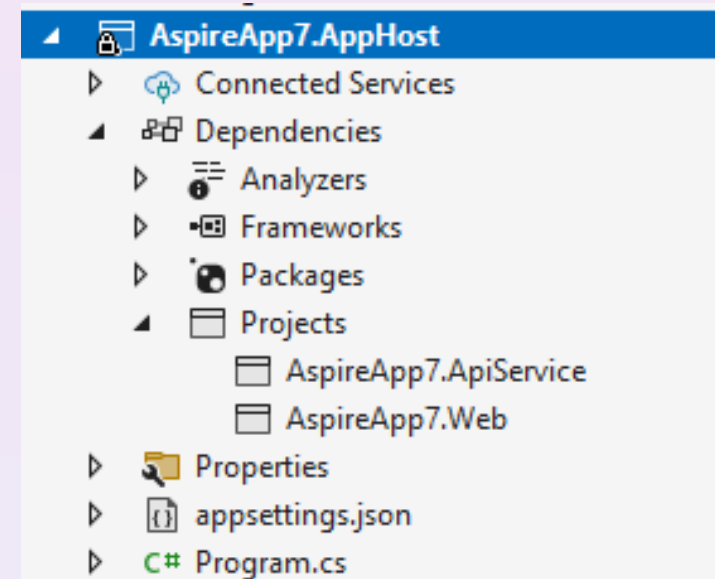 AspireApp7.AppHost
Connected Services
Dependencies
Analyzers
Frameworks
Packages
Projects
AspireApp7.ApiService
AspireApp7.Web
Properties
appsettings.json
C# Program.cs